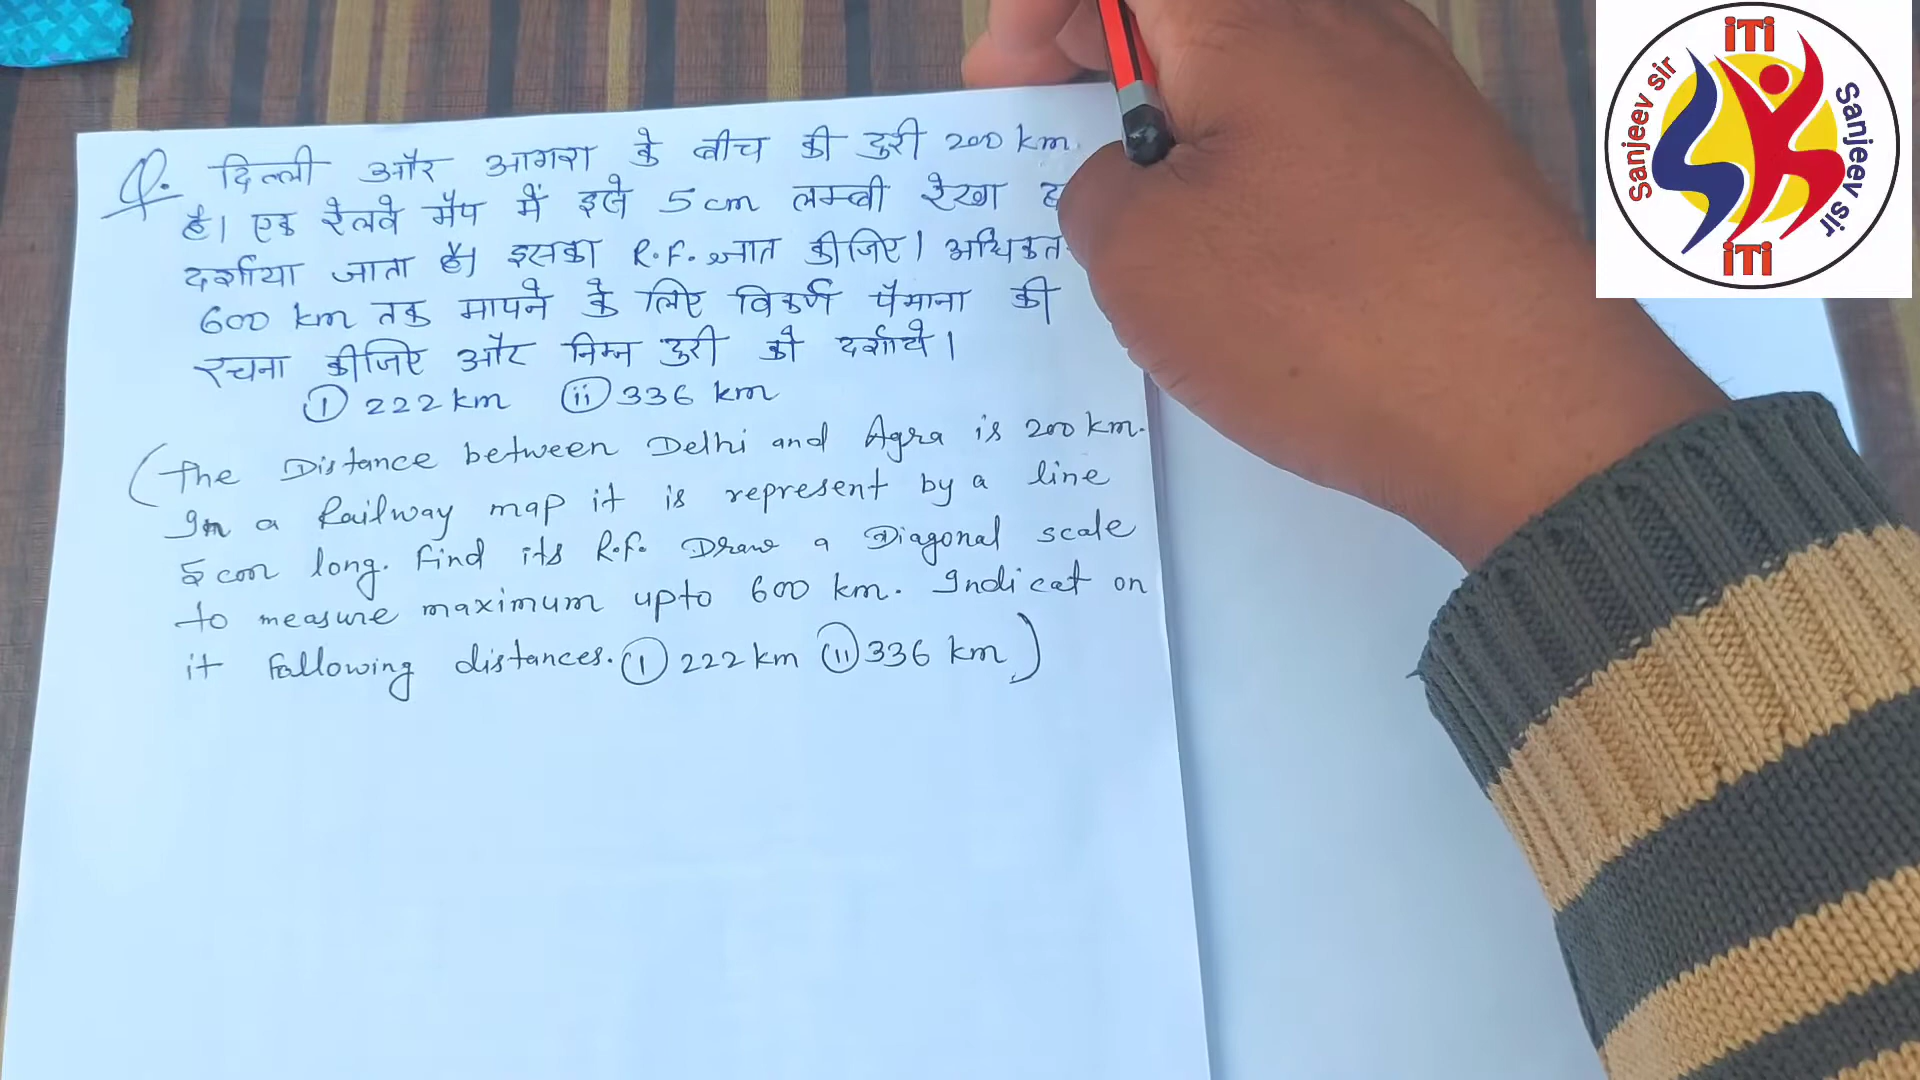 Q. दिल्ली और आगरा के बीच की दुरी 200 km.
है। एक रेलवे मैप में इसे 5 cm लम्बी रेखा
दर्शाया जाता है। इसका R.F. ज्ञात कीजिए। अधिकत
600 km तक मापने के लिए विकर्ण पैमाना की
रचना कीजिए और निम्न दुरी को दर्शाये।
(i) 222 km (ii) 336 km
(The Distance between Delhi and Agra is 200 km.
In a Railway map it is represent by a line
5 cm long. Find its R.F. Draw a Diagonal scale
to measure maximum upto 600 km. Indicat on
it following distances. (i) 222 km (ii) 336 km)
iTi
Sanjeev sir
Sanjeev sir
iTi